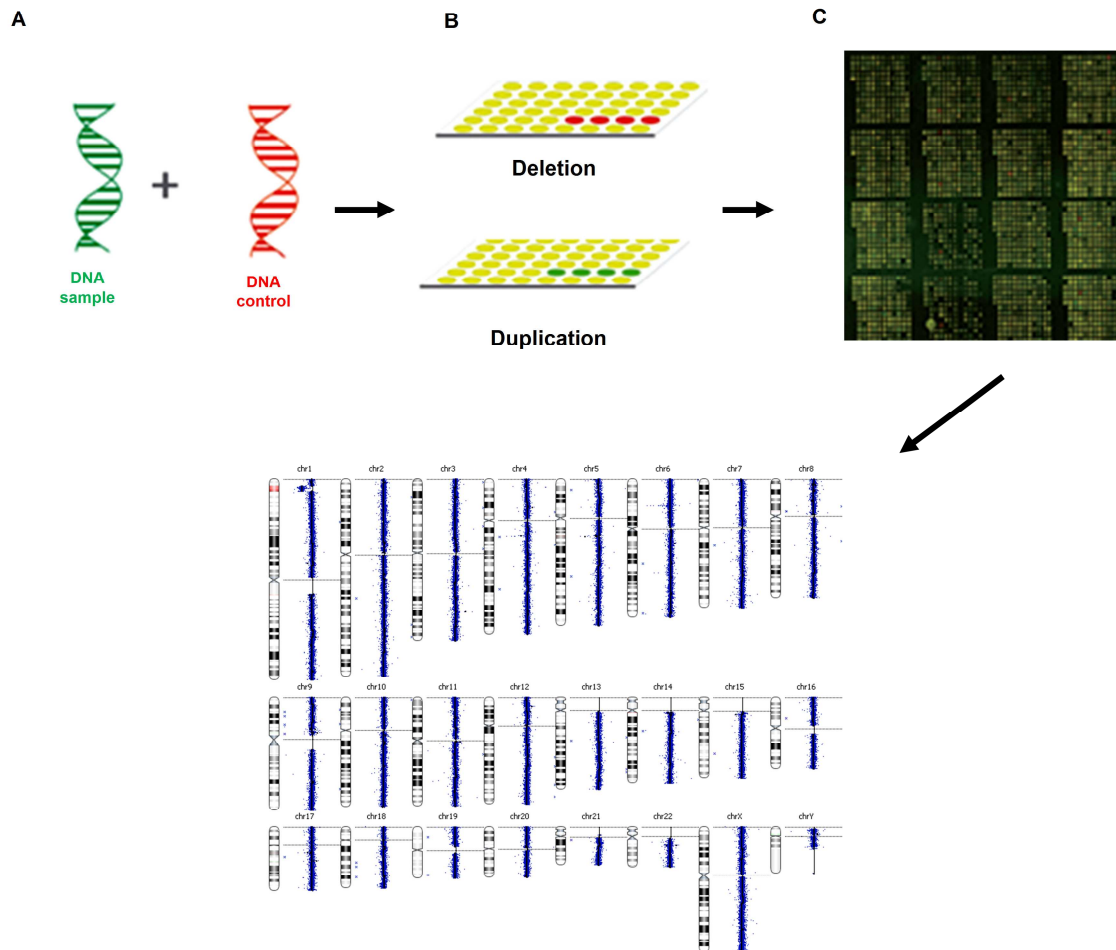 A
B
C
DNA
sample
DNA
control
Deletion
Duplication
chr1
chr2
chr3
chr4
chr5
chr6
chr7
chr8
chr9
chr10
chr11
chr12
chr13
chr14
chr15
chr16
chr17
chr18
chr19
chr20
chr21
chr22
chrX
chrY